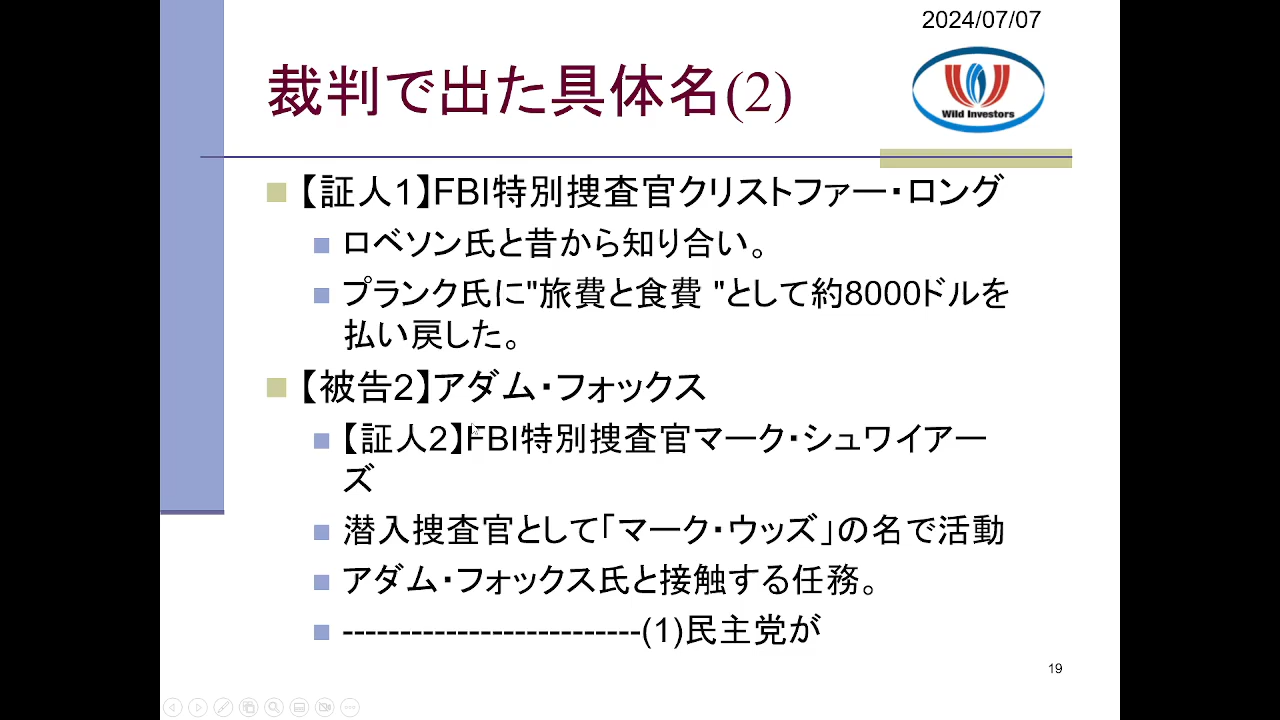 2024/07/07
裁判で出た具体名(2)
Wild Investors
【証人1】FBI特別捜査官クリストファー・ロング
ロベソン氏と昔から知り合い。
プランク氏に"旅費と食費 "として約8000ドルを
払い戻した。
【被告2】アダム・フォックス
【証人2】FBI特別捜査官マーク・シュワイアー
ズ
潜入捜査官として「マーク・ウッズ」の名で活動
アダム・フォックス氏と接触する任務。
--------------------------(1)民主党が
19